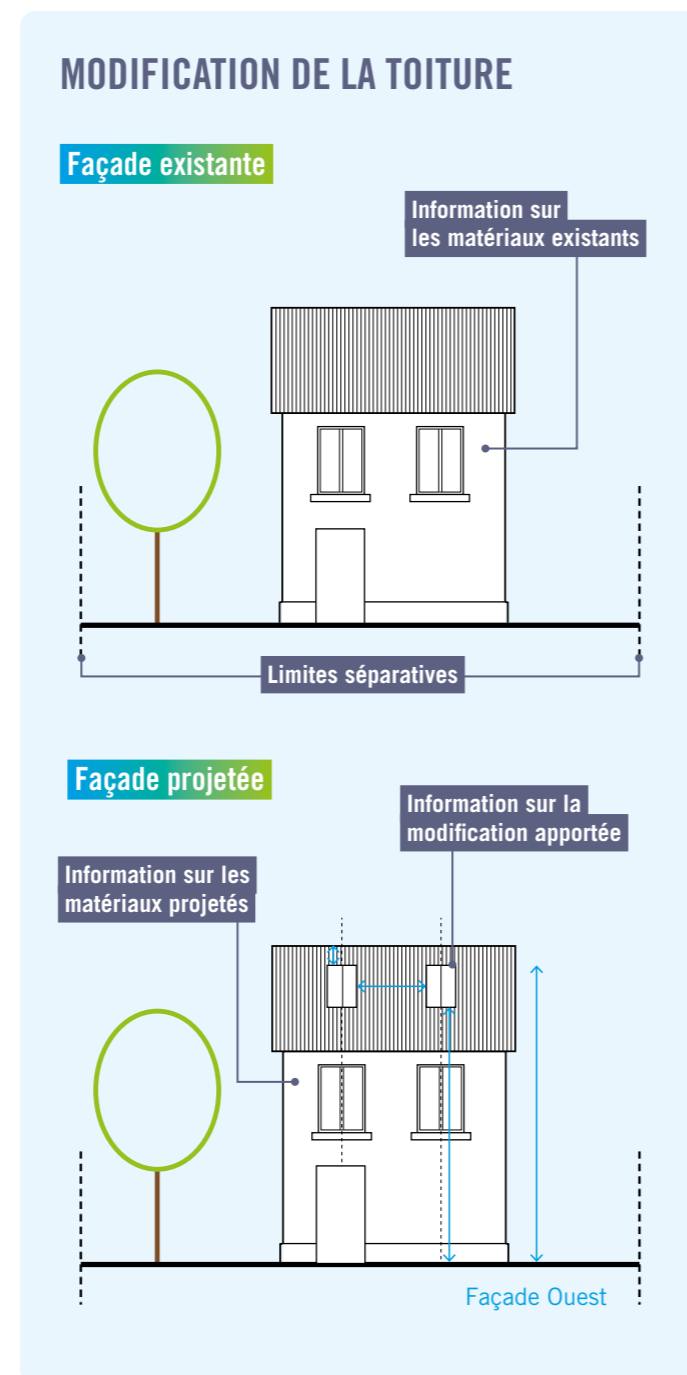 MODIFICATION DE LA TOITURE
Façade existante
Information sur
les matériaux existants
Limites séparatives
Façade projetée
Information sur la
modification apportée
Information sur les
matériaux projetés
Façade Ouest